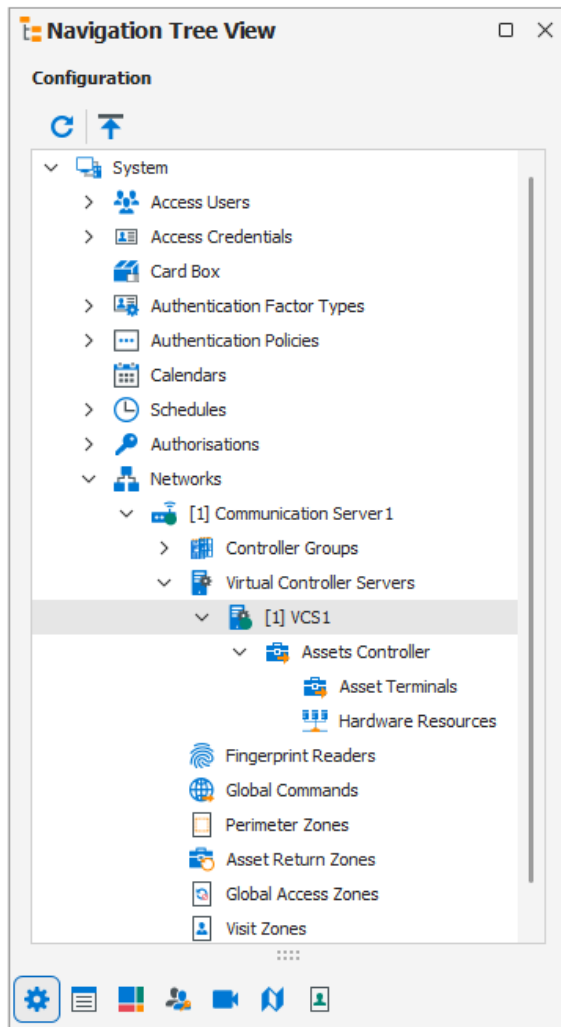 Navigation Tree View
Configuration
System
Access Users
Access Credentials
Card Box
Authentication Factor Types
Authentication Policies
Calendars
Schedules
Authorisations
Networks
[1] Communication Server1
Controller Groups
Virtual Controller Servers
[1] VCS1
Assets Controller
Asset Terminals
Hardware Resources
Fingerprint Readers
Global Commands
Perimeter Zones
Asset Return Zones
Global Access Zones
Visit Zones